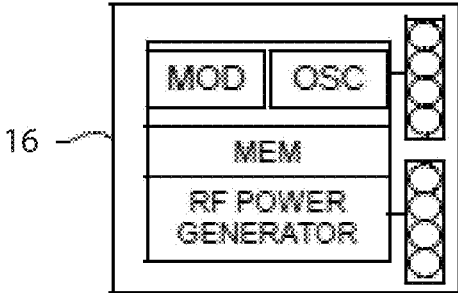 MOD OSC
16
MEM
RF POWER
GENERATOR